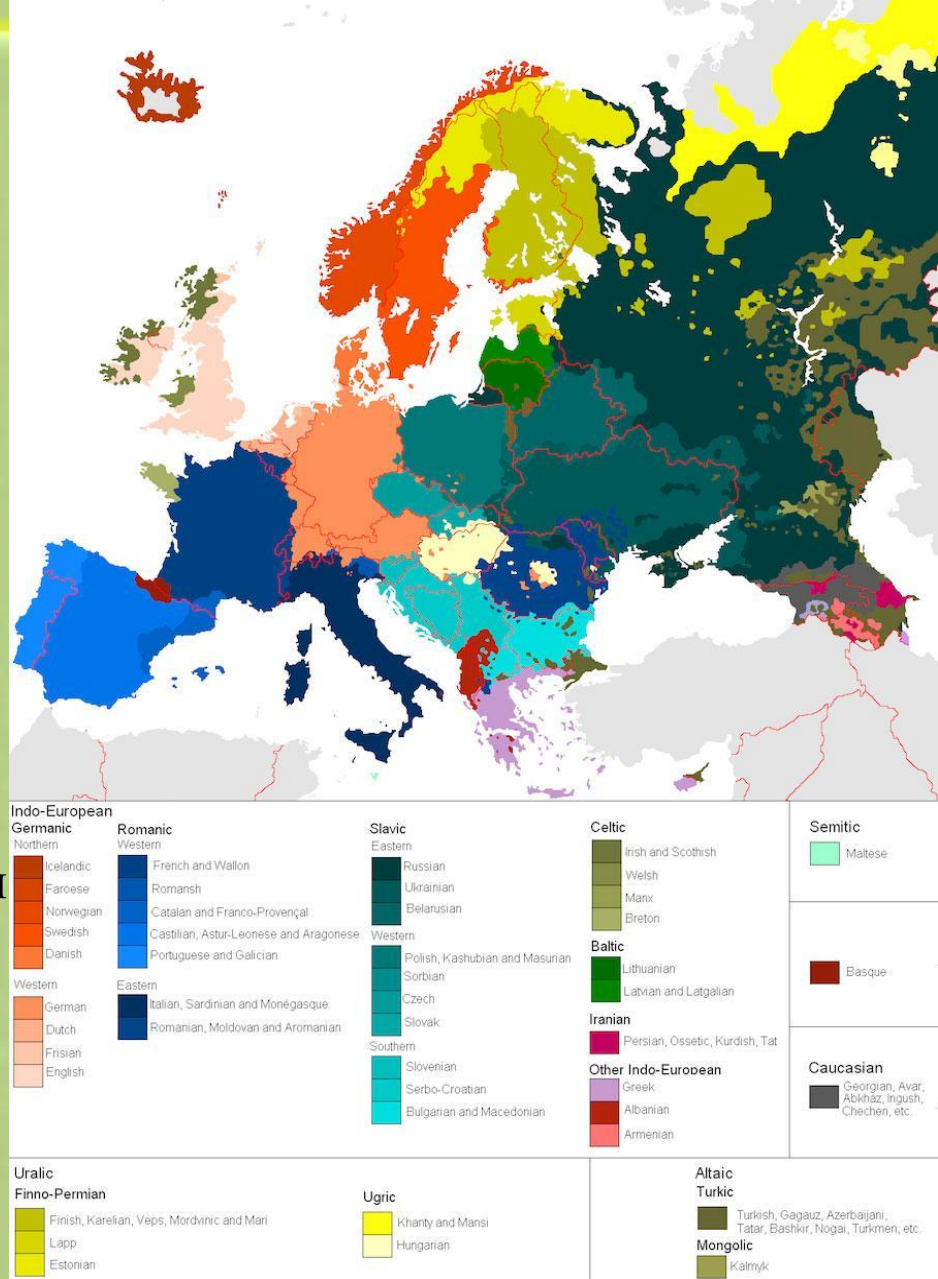 Indo-European
Germanic
Northern
Icelandic
Faroese
Norwegian
Swedish
Danish
Western
German
Dutch
Frisian
English
Romanic
Western
French and Wallon
Romansh
Catalan and Franco-Provençal
Castilian, Astur-Leonese and Aragonese
Portuguese and Galician
Eastern
Italian, Sardinian and Monégasque
Romanian, Moldovan and Aromanian
Slavic
Eastern
Russian
Ukrainian
Belarusian
Western
Polish, Kashubian and Masurian
Sorbian
Czech
Slovak
Southern
Slovenian
Serbo-Croatian
Bulgarian and Macedonian
Celtic
Irish and Scothish
Welsh
Manx
Breton
Baltic
Lithuanian
Latvian and Latgalian
Iranian
Persian, Ossetic, Kurdish, Tat
Other Indo-European
Greek
Albanian
Armenian
Semitic
Maltese
Basque
Caucasian
Georgian, Avar,
Abkhaz, Ingush,
Chechen, etc.
Uralic
Finno-Permian
Finish, Karelian, Veps, Mordvinic and Mari
Lapp
Estonian
Ugric
Khanty and Mansi
Hungarian
Altaic
Turkic
Turkish, Gagauz, Azerbaijani,
Tatar, Bashkir, Nogai, Turkmen, etc.
Mongolic
Kalmyk